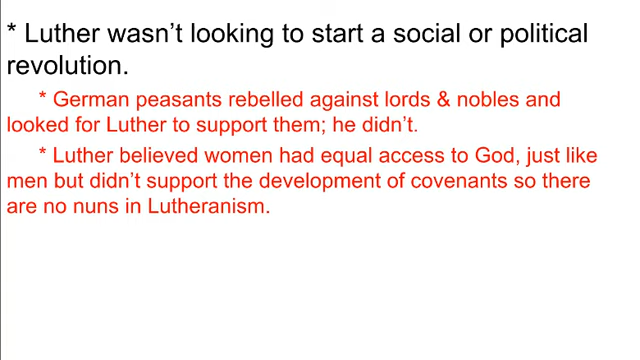 * Luther wasn't looking to start a social or political
revolution.
* German peasants rebelled against lords & nobles and
looked for Luther to support them; he didn't.
* Luther believed women had equal access to God, just like
men but didn't support the development of covenants so there
are no nuns in Lutheranism.